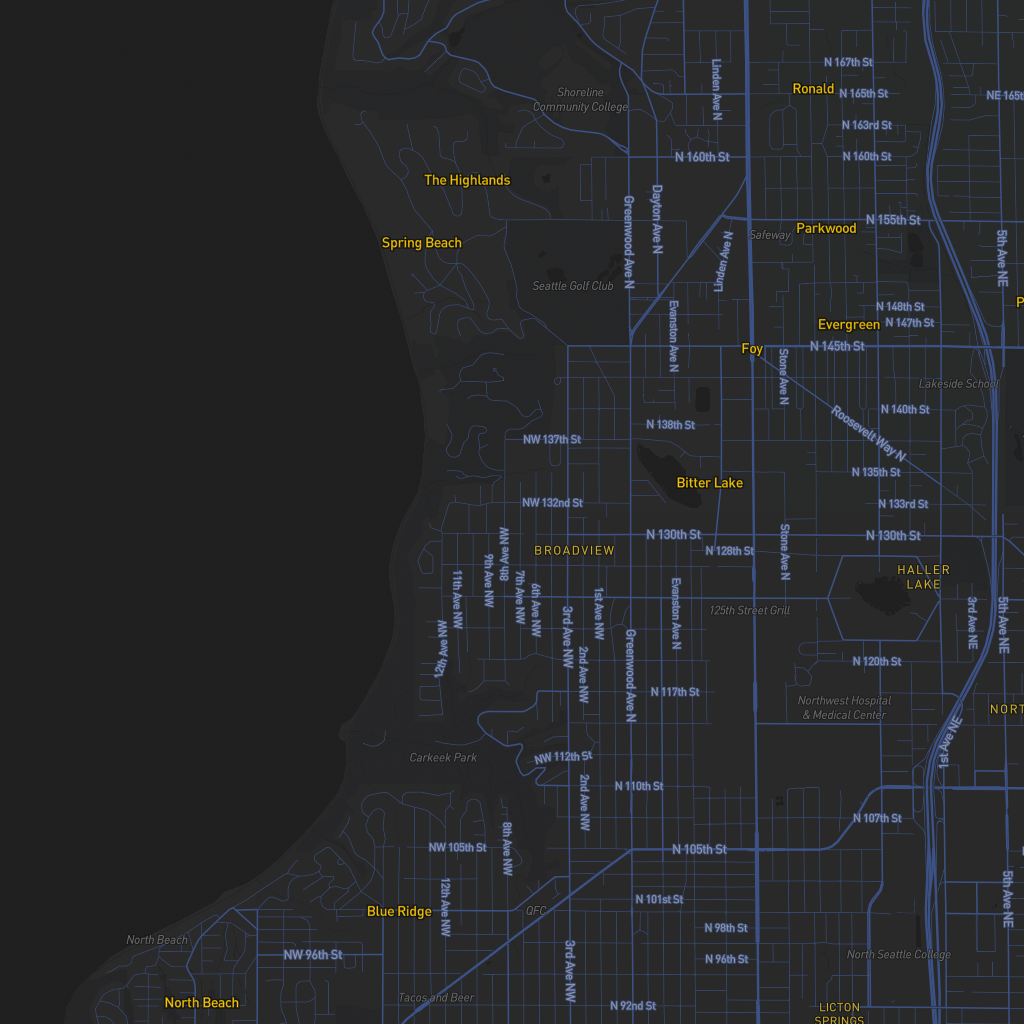 N 167th St
Linden Ave N
Ronald
N 165th St
NE 165t
Shoreline
Community College
N 163rd St
N 160th St
N 160th St
The Highlands
Greenwood Ave N
Dayton Ave N
N 155th St
Parkwood
Safeway
Spring Beach
Linden Ave N
5th Ave NE
Seattle Golf Club
N 148th St
P
Evergreen
N 147th St
Evanston Ave N
Foy
N 145th St
Stone Ave N
Lakeside School
N 140th St
Roosevelt Way N
N 138th St
NW 137th St
N 135th St
Bitter Lake
NW 132nd St
N 133rd St
N 130th St
N 130th St
8th Ave NW
BROADVIEW
N 128th St
Stone Ave N
HALLER
LAKE
9th Ave NW
7th Ave NW
11th Ave NW
6th Ave NW
1st Ave NW
Evanston Ave N
125th Street Grill
3rd Ave NE
5th Ave NE
3rd Ave NW
12th Ave NW
N 120th St
2nd Ave NW
Greenwood Ave N
N 117th St
Northwest Hospital
& Medical Center
NORT
1st Ave NE
Carkeek Park
NW 112th St
N 110th St
2nd Ave NW
N 107th St
NW 105th St
8th Ave NW
N 105th St
12th Ave NW
N 101st St
5th Ave NE
Blue Ridge
QFC
N 98th St
North Beach
NW 96th St
N 96th St
North Seattle College
3rd Ave NW
North Beach
Tacos and Beer
N 92nd St
LICTON
SPRINGS